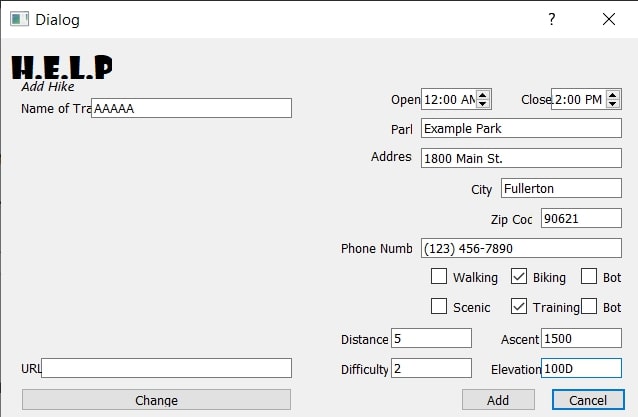 Dialog
H.E.L.P
Add Hike
Name of Tra AAAAA
Open 12:00 AM Close 2:00 PM
Parl Example Park
Addres 1800 Main St.
City Fullerton
Zip Coc 90621
Phone Numb (123) 456-7890
Walking Biking Bot
Scenic Training Bot
Distance 5 Ascent 1500
URL Difficulty 2 Elevation 100D
Change Add Cancel